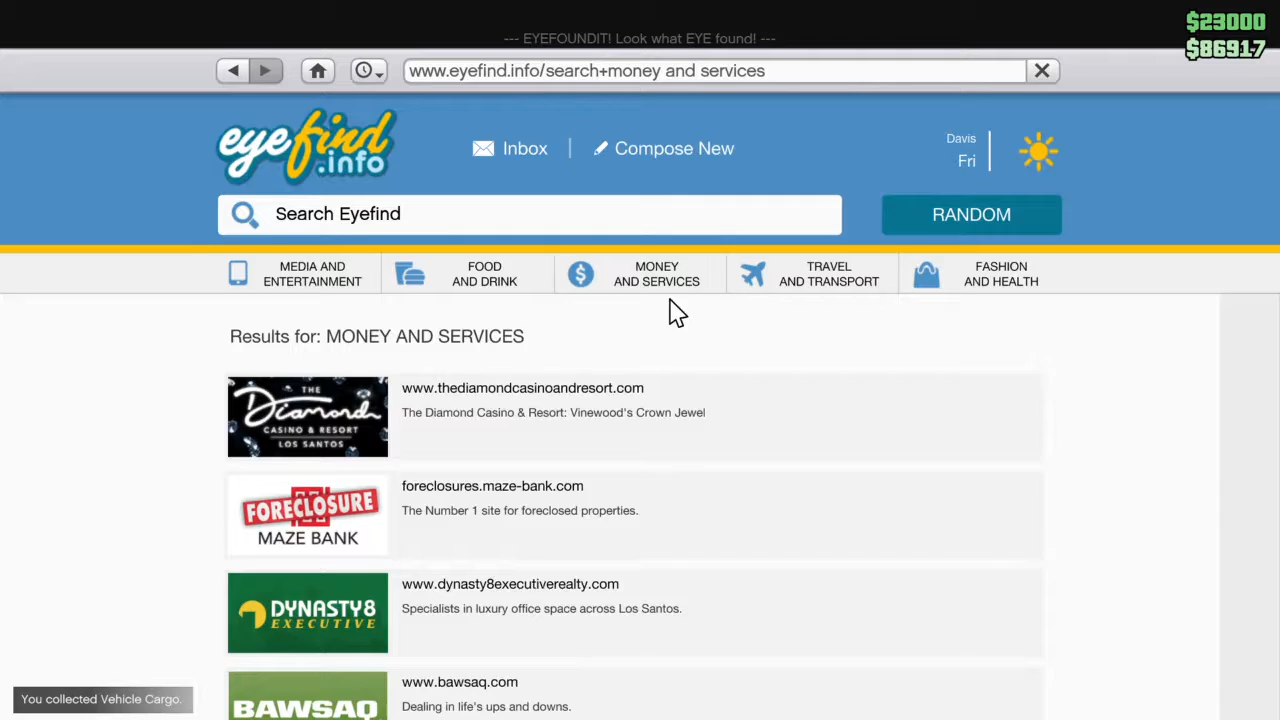 $23000
--- EYEFOUNDIT! Look what EYE found! ---
$86917
www.eyefind.info/search+money and services
eyefind
.info
Inbox
Compose New
Davis
Fri
Search Eyefind
RANDOM
MEDIA AND
ENTERTAINMENT
FOOD
AND DRINK
MONEY
AND SERVICES
TRAVEL
AND TRANSPORT
FASHION
AND HEALTH
Results for: MONEY AND SERVICES
THE
Diamond
CASINO & RESORT
LOS SANTOS
www.thediamondcasinoandresort.com
The Diamond Casino & Resort: Vinewood's Crown Jewel
FORECLOSURE
MAZE BANK
foreclosures.maze-bank.com
The Number 1 site for foreclosed properties.
DYNASTY8
EXECUTIVE
www.dynasty8executiverealty.com
Specialists in luxury office space across Los Santos.
BAWSAQ
www.bawsaq.com
Dealing in life's ups and downs.
You collected Vehicle Cargo.